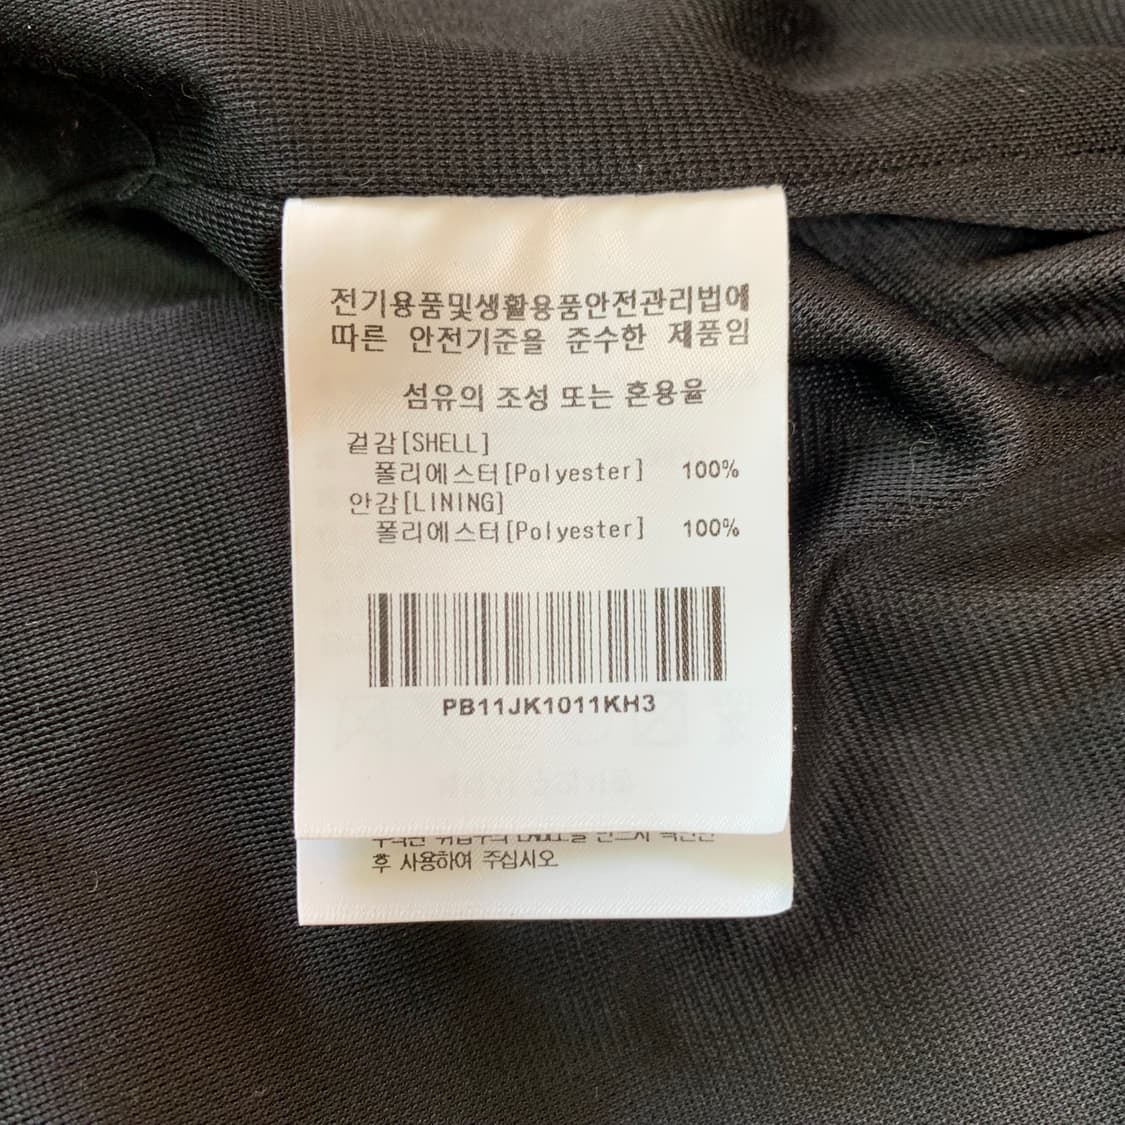 전기용품및생활용품안전관리법에
따른 안전기준을 준수한 제품임
섬유의 조성 또는 혼용율
겉감[SHELL]
폴리에스터[Polyester] 100%
안감[LINING]
폴리에스터[Polyester] 100%
PB11JK1011KH3
후 사용하여 주십시오